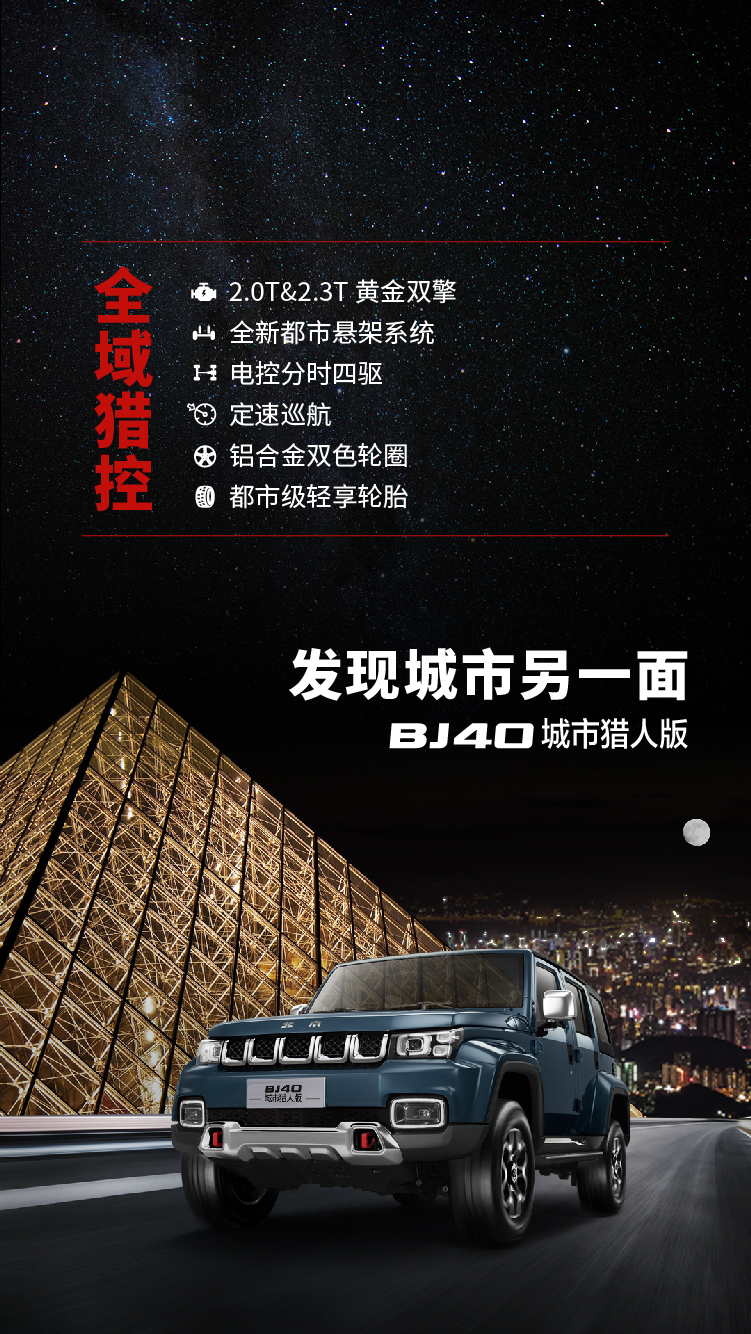 全域猎控
2.0T&2.3T 黄金双擎
全新都市悬架系统
电控分时四驱
定速巡航
铝合金双色轮圈
都市级轻享轮胎
发现城市另一面
BJ40 城市猎人版
北京
BJ40
城市猎人版